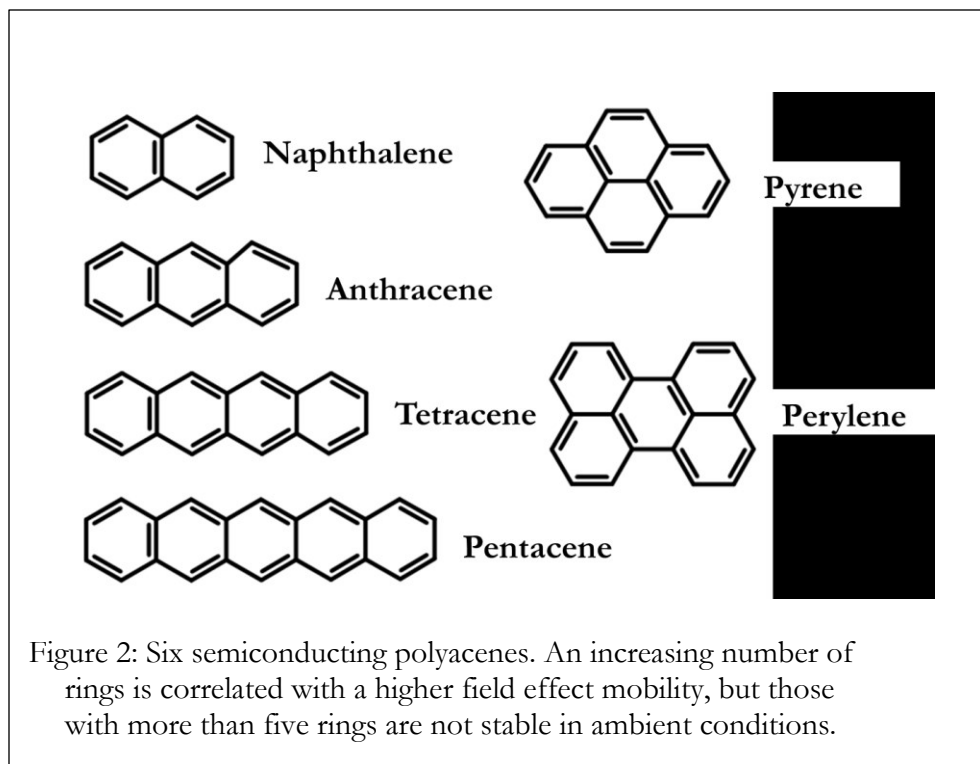 Naphthalene
Pyrene
Anthracene
Tetracene
Perylene
Pentacene
Figure 2: Six semiconducting polyacenes. An increasing number of
rings is correlated with a higher field effect mobility, but those
with more than five rings are not stable in ambient conditions.